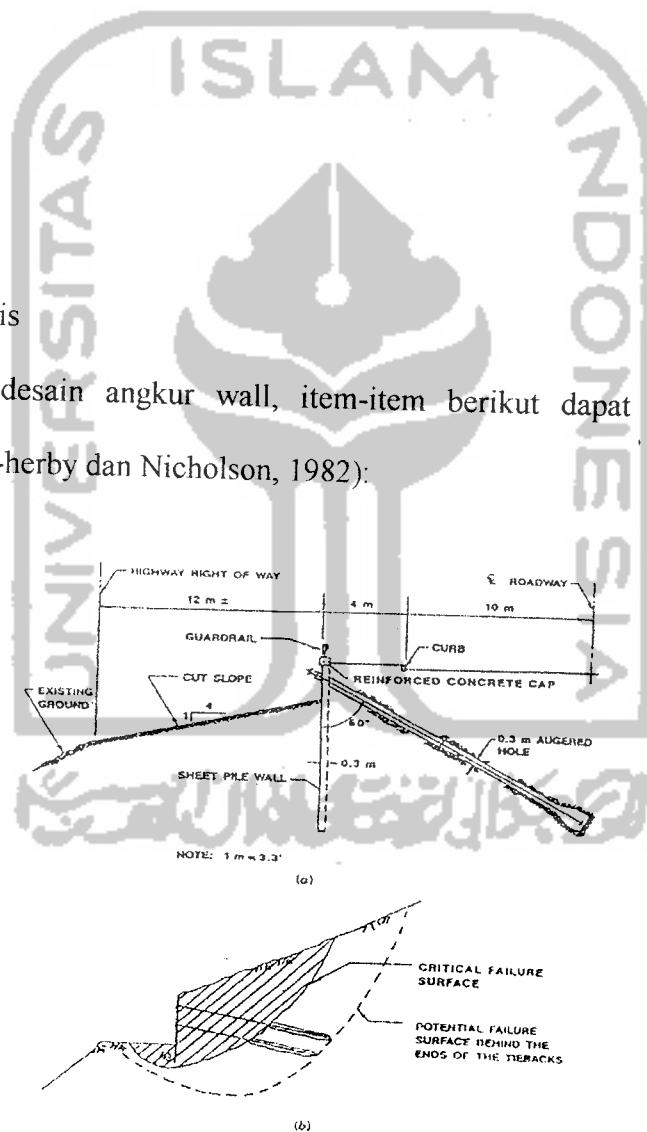 ISLAM
UNIVERSITAS
INDONESIA
is
desain angkur wall, item-item berikut dapat
-herby dan Nicholson, 1982):
HIGHWAY RIGHT OF WAY
℄ ROADWAY
12 m ±
4 m
10 m
GUARDRAIL
CURB
REINFORCED CONCRETE CAP
CUT SLOPE
EXISTING
GROUND
1
4
60°
0.3 m AUGERED
HOLE
0.3 m
SHEET PILE WALL
NOTE: 1 m = 3.3'
(a)
CRITICAL FAILURE
SURFACE
POTENTIAL FAILURE
SURFACE BEHIND THE
ENDS OF THE TIEBACKS
(b)